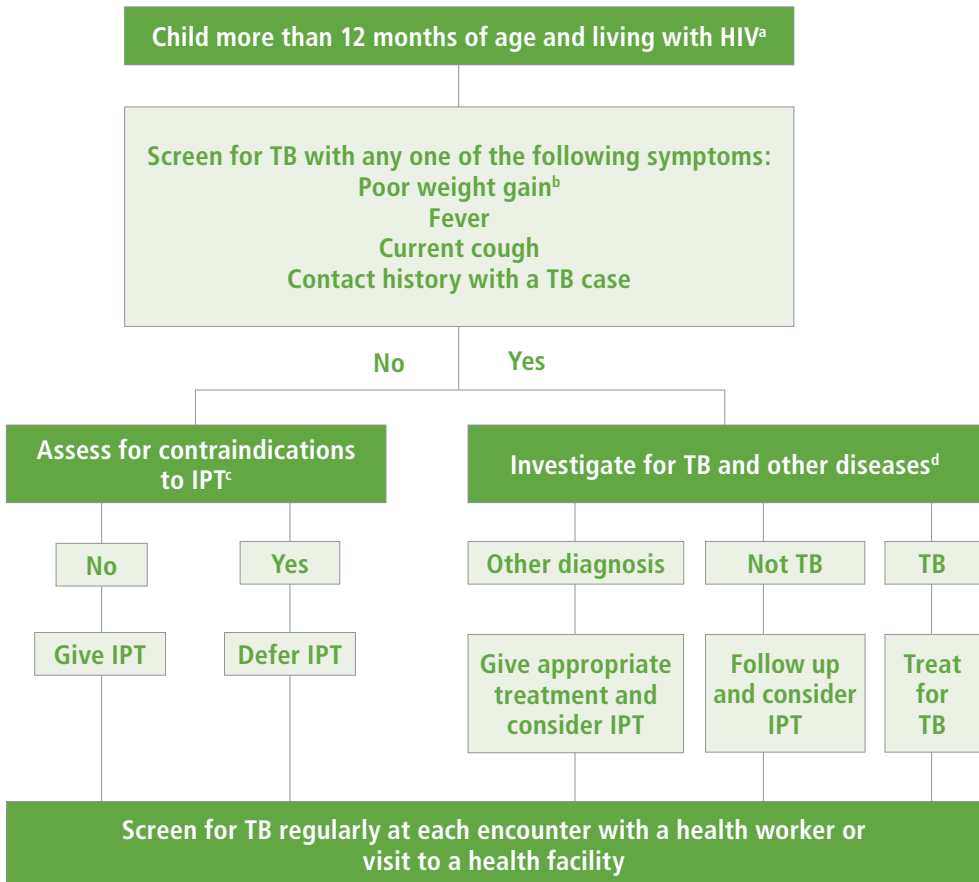 Child more than 12 months of age and living with HIVᵃ
Screen for TB with any one of the following symptoms:
Poor weight gainᵇ
Fever
Current cough
Contact history with a TB case
No
Yes
Assess for contraindications
to IPTᶜ
Investigate for TB and other diseasesᵈ
No
Yes
Other diagnosis
Not TB
TB
Give IPT
Defer IPT
Give appropriate
treatment and
consider IPT
Follow up
and consider
IPT
Treat
for
TB
Screen for TB regularly at each encounter with a health worker or
visit to a health facility